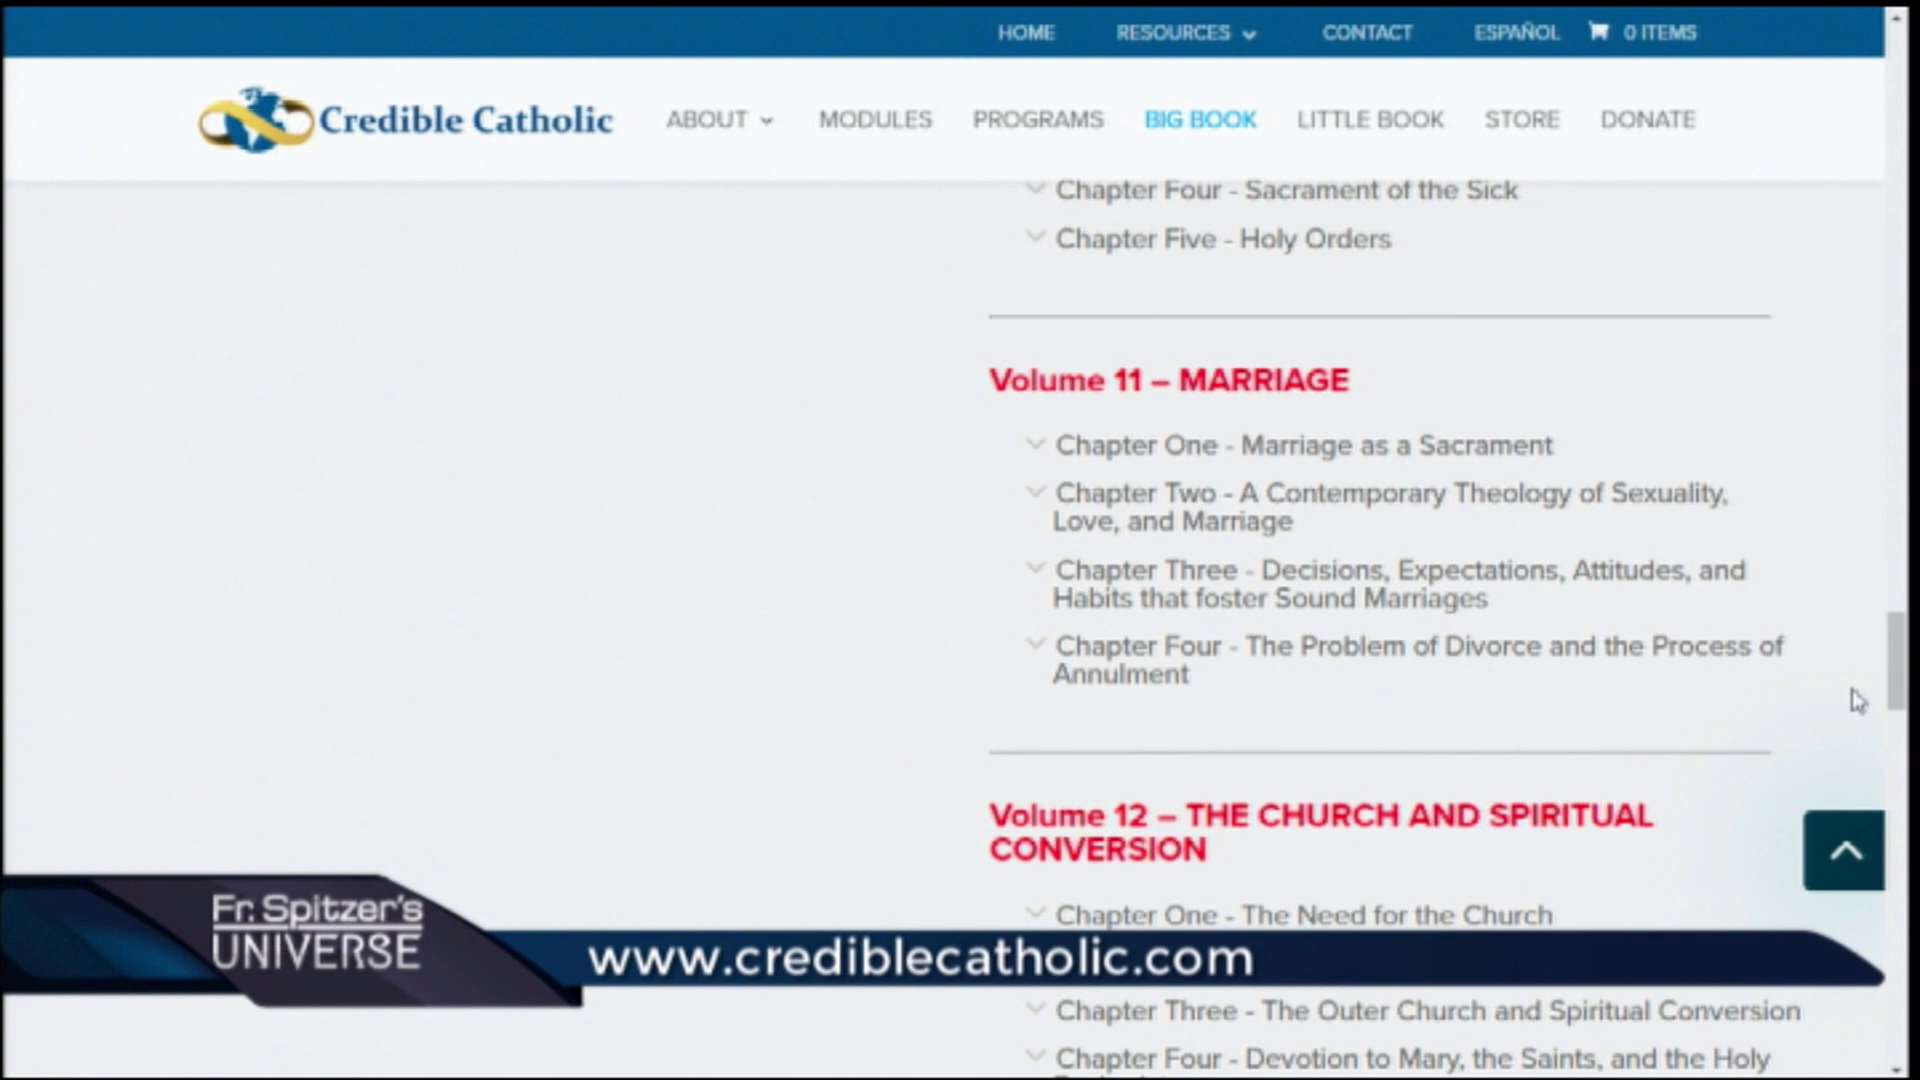 HOME RESOURCES CONTACT ESPAÑOL 0 ITEMS
Credible Catholic ABOUT MODULES PROGRAMS BIG BOOK LITTLE BOOK STORE DONATE
Chapter Four - Sacrament of the Sick
Chapter Five - Holy Orders
Volume 11 – MARRIAGE
Chapter One - Marriage as a Sacrament
Chapter Two - A Contemporary Theology of Sexuality,
Love, and Marriage
Chapter Three - Decisions, Expectations, Attitudes, and
Habits that foster Sound Marriages
Chapter Four - The Problem of Divorce and the Process of
Annulment
Volume 12 – THE CHURCH AND SPIRITUAL
CONVERSION
Chapter One - The Need for the Church
Fr. Spitzer's
UNIVERSE
www.crediblecatholic.com
Chapter Three - The Outer Church and Spiritual Conversion
Chapter Four - Devotion to Mary, the Saints, and the Holy